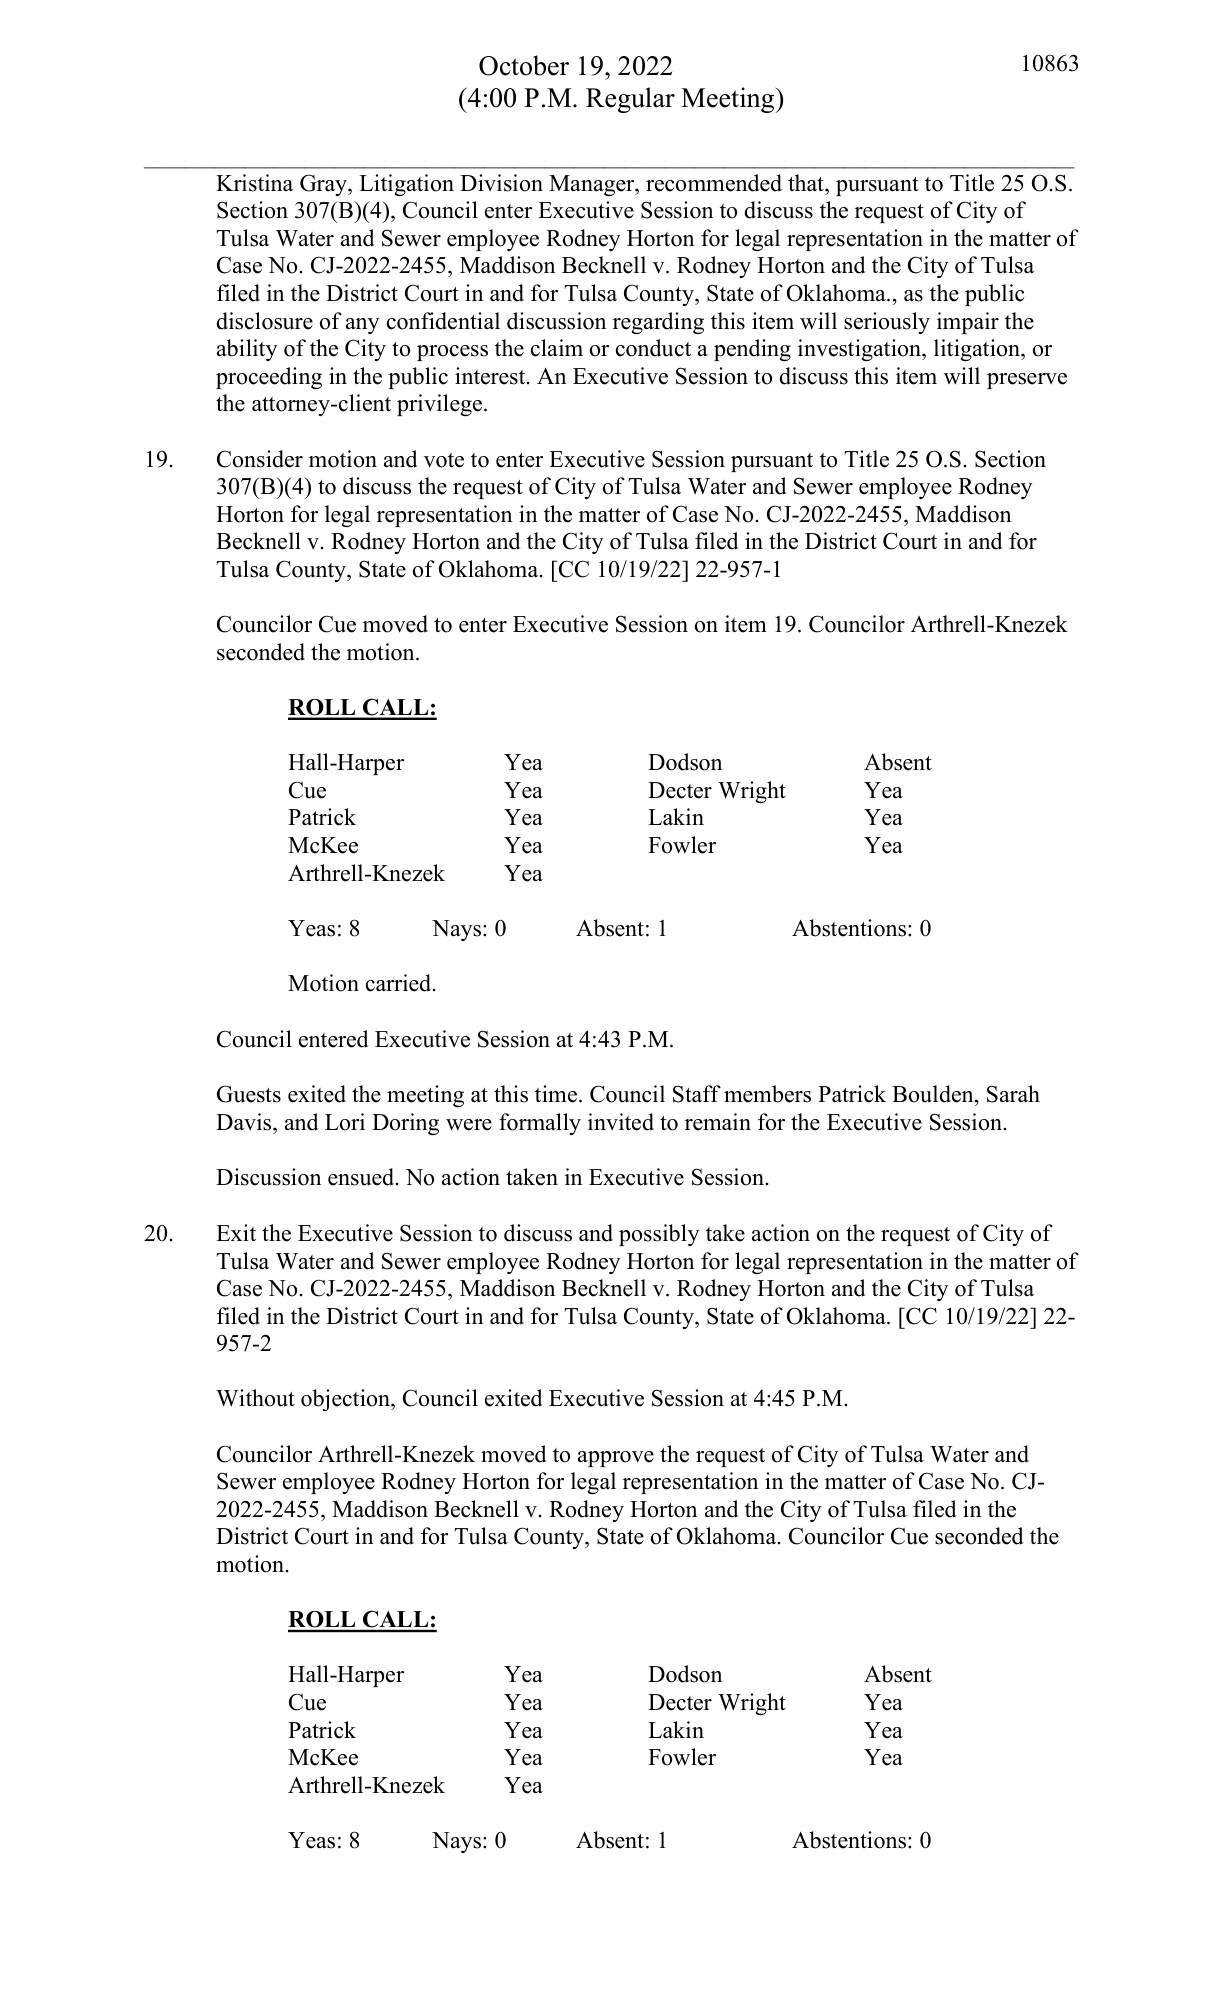 October 19, 2022 10863
(4:00 P.M. Regular Meeting)
Kristina Gray, Litigation Division Manager, recommended that, pursuant to Title 25 O.S.
Section 307(B)(4), Council enter Executive Session to discuss the request of City of
Tulsa Water and Sewer employee Rodney Horton for legal representation in the matter of
Case No. CJ-2022-2455, Maddison Becknell v. Rodney Horton and the City of Tulsa
filed in the District Court in and for Tulsa County, State of Oklahoma., as the public
disclosure of any confidential discussion regarding this item will seriously impair the
ability of the City to process the claim or conduct a pending investigation, litigation, or
proceeding in the public interest. An Executive Session to discuss this item will preserve
the attorney-client privilege.
19. Consider motion and vote to enter Executive Session pursuant to Title 25 O.S. Section
307(B)(4) to discuss the request of City of Tulsa Water and Sewer employee Rodney
Horton for legal representation in the matter of Case No. CJ-2022-2455, Maddison
Becknell v. Rodney Horton and the City of Tulsa filed in the District Court in and for
Tulsa County, State of Oklahoma. [CC 10/19/22] 22-957-1
Councilor Cue moved to enter Executive Session on item 19. Councilor Arthrell-Knezek
seconded the motion.
ROLL CALL:
Hall-Harper Yea Dodson Absent
Cue Yea Decter Wright Yea
Patrick Yea Lakin Yea
McKee Yea Fowler Yea
Arthrell-Knezek Yea
Yeas: 8 Nays: 0 Absent: 1 Abstentions: 0
Motion carried.
Council entered Executive Session at 4:43 P.M.
Guests exited the meeting at this time. Council Staff members Patrick Boulden, Sarah
Davis, and Lori Doring were formally invited to remain for the Executive Session.
Discussion ensued. No action taken in Executive Session.
20. Exit the Executive Session to discuss and possibly take action on the request of City of
Tulsa Water and Sewer employee Rodney Horton for legal representation in the matter of
Case No. CJ-2022-2455, Maddison Becknell v. Rodney Horton and the City of Tulsa
filed in the District Court in and for Tulsa County, State of Oklahoma. [CC 10/19/22] 22-
957-2
Without objection, Council exited Executive Session at 4:45 P.M.
Councilor Arthrell-Knezek moved to approve the request of City of Tulsa Water and
Sewer employee Rodney Horton for legal representation in the matter of Case No. CJ-
2022-2455, Maddison Becknell v. Rodney Horton and the City of Tulsa filed in the
District Court in and for Tulsa County, State of Oklahoma. Councilor Cue seconded the
motion.
ROLL CALL:
Hall-Harper Yea Dodson Absent
Cue Yea Decter Wright Yea
Patrick Yea Lakin Yea
McKee Yea Fowler Yea
Arthrell-Knezek Yea
Yeas: 8 Nays: 0 Absent: 1 Abstentions: 0